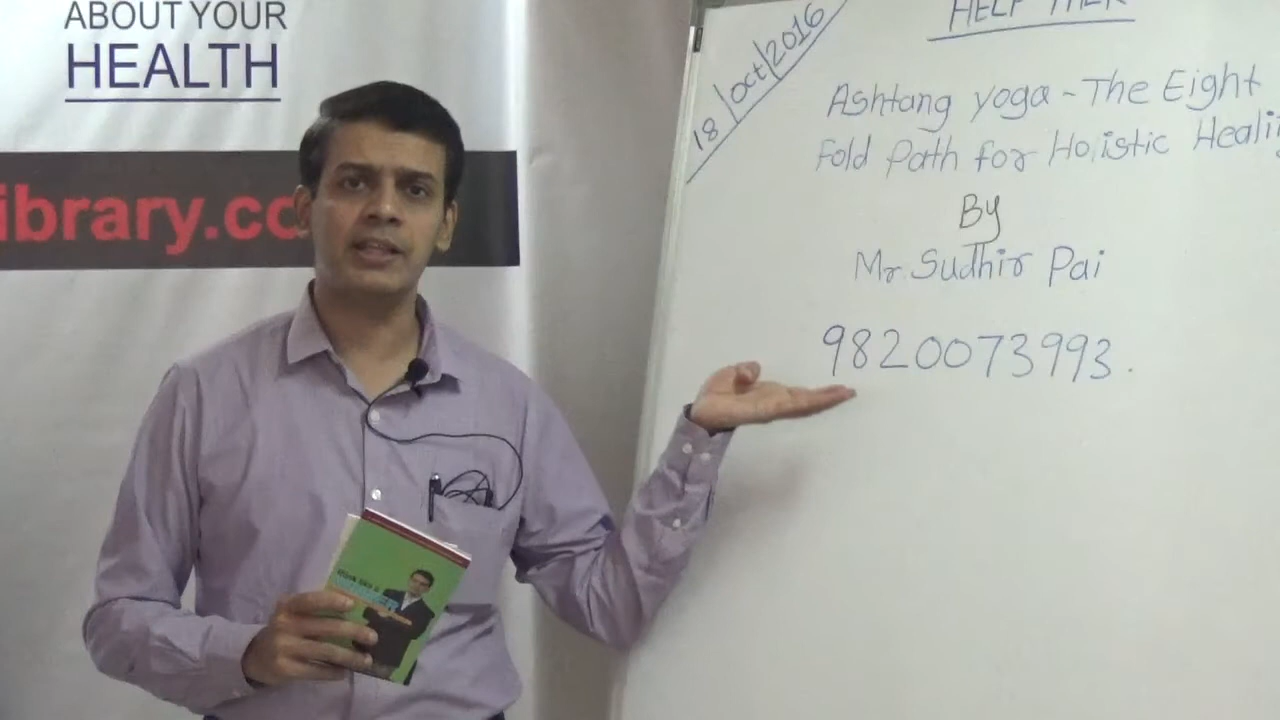 ABOUT YOUR
HEALTH
ibrary.co
18/Oct/2016
HELP
Ashtang yoga - The Eight
Fold Path for Holistic Heali
By
Mr. Sudhir Pai
9820073993.